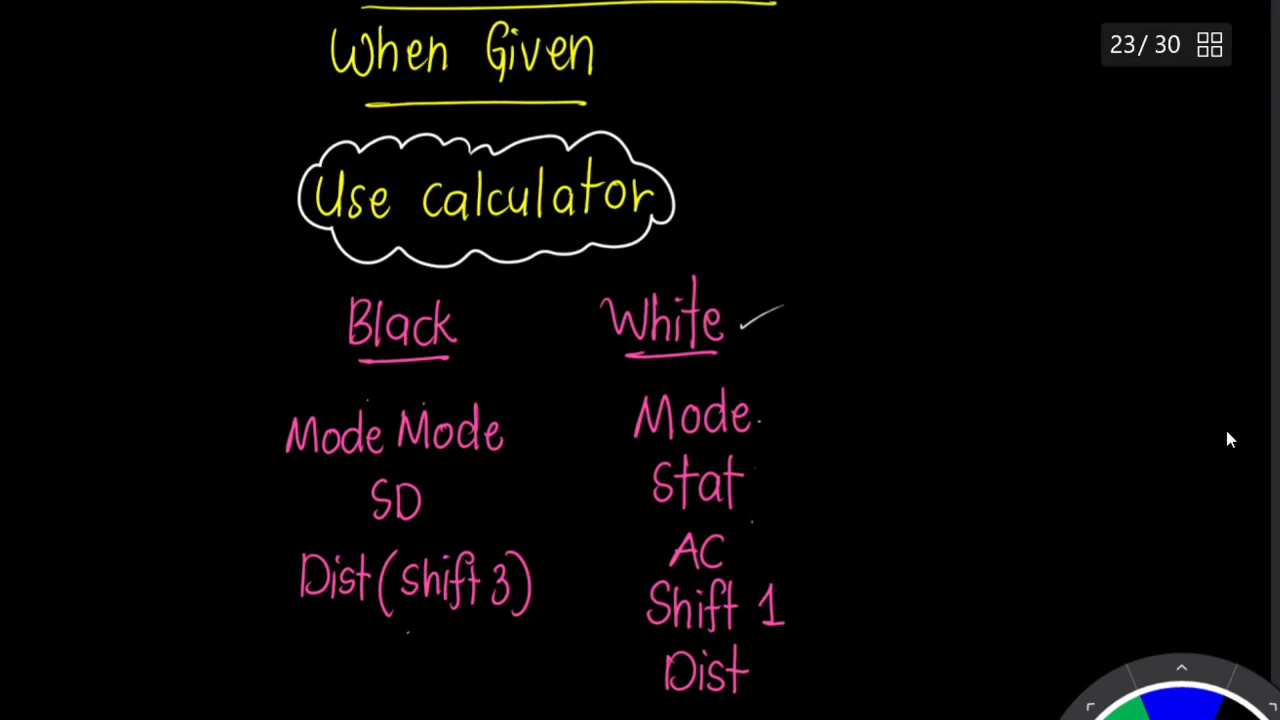 23/ 30
When Given
Use calculator
Black
Mode Mode
SD
Dist (Shift 3)
White
Mode
Stat
AC
Shift 1
Dist